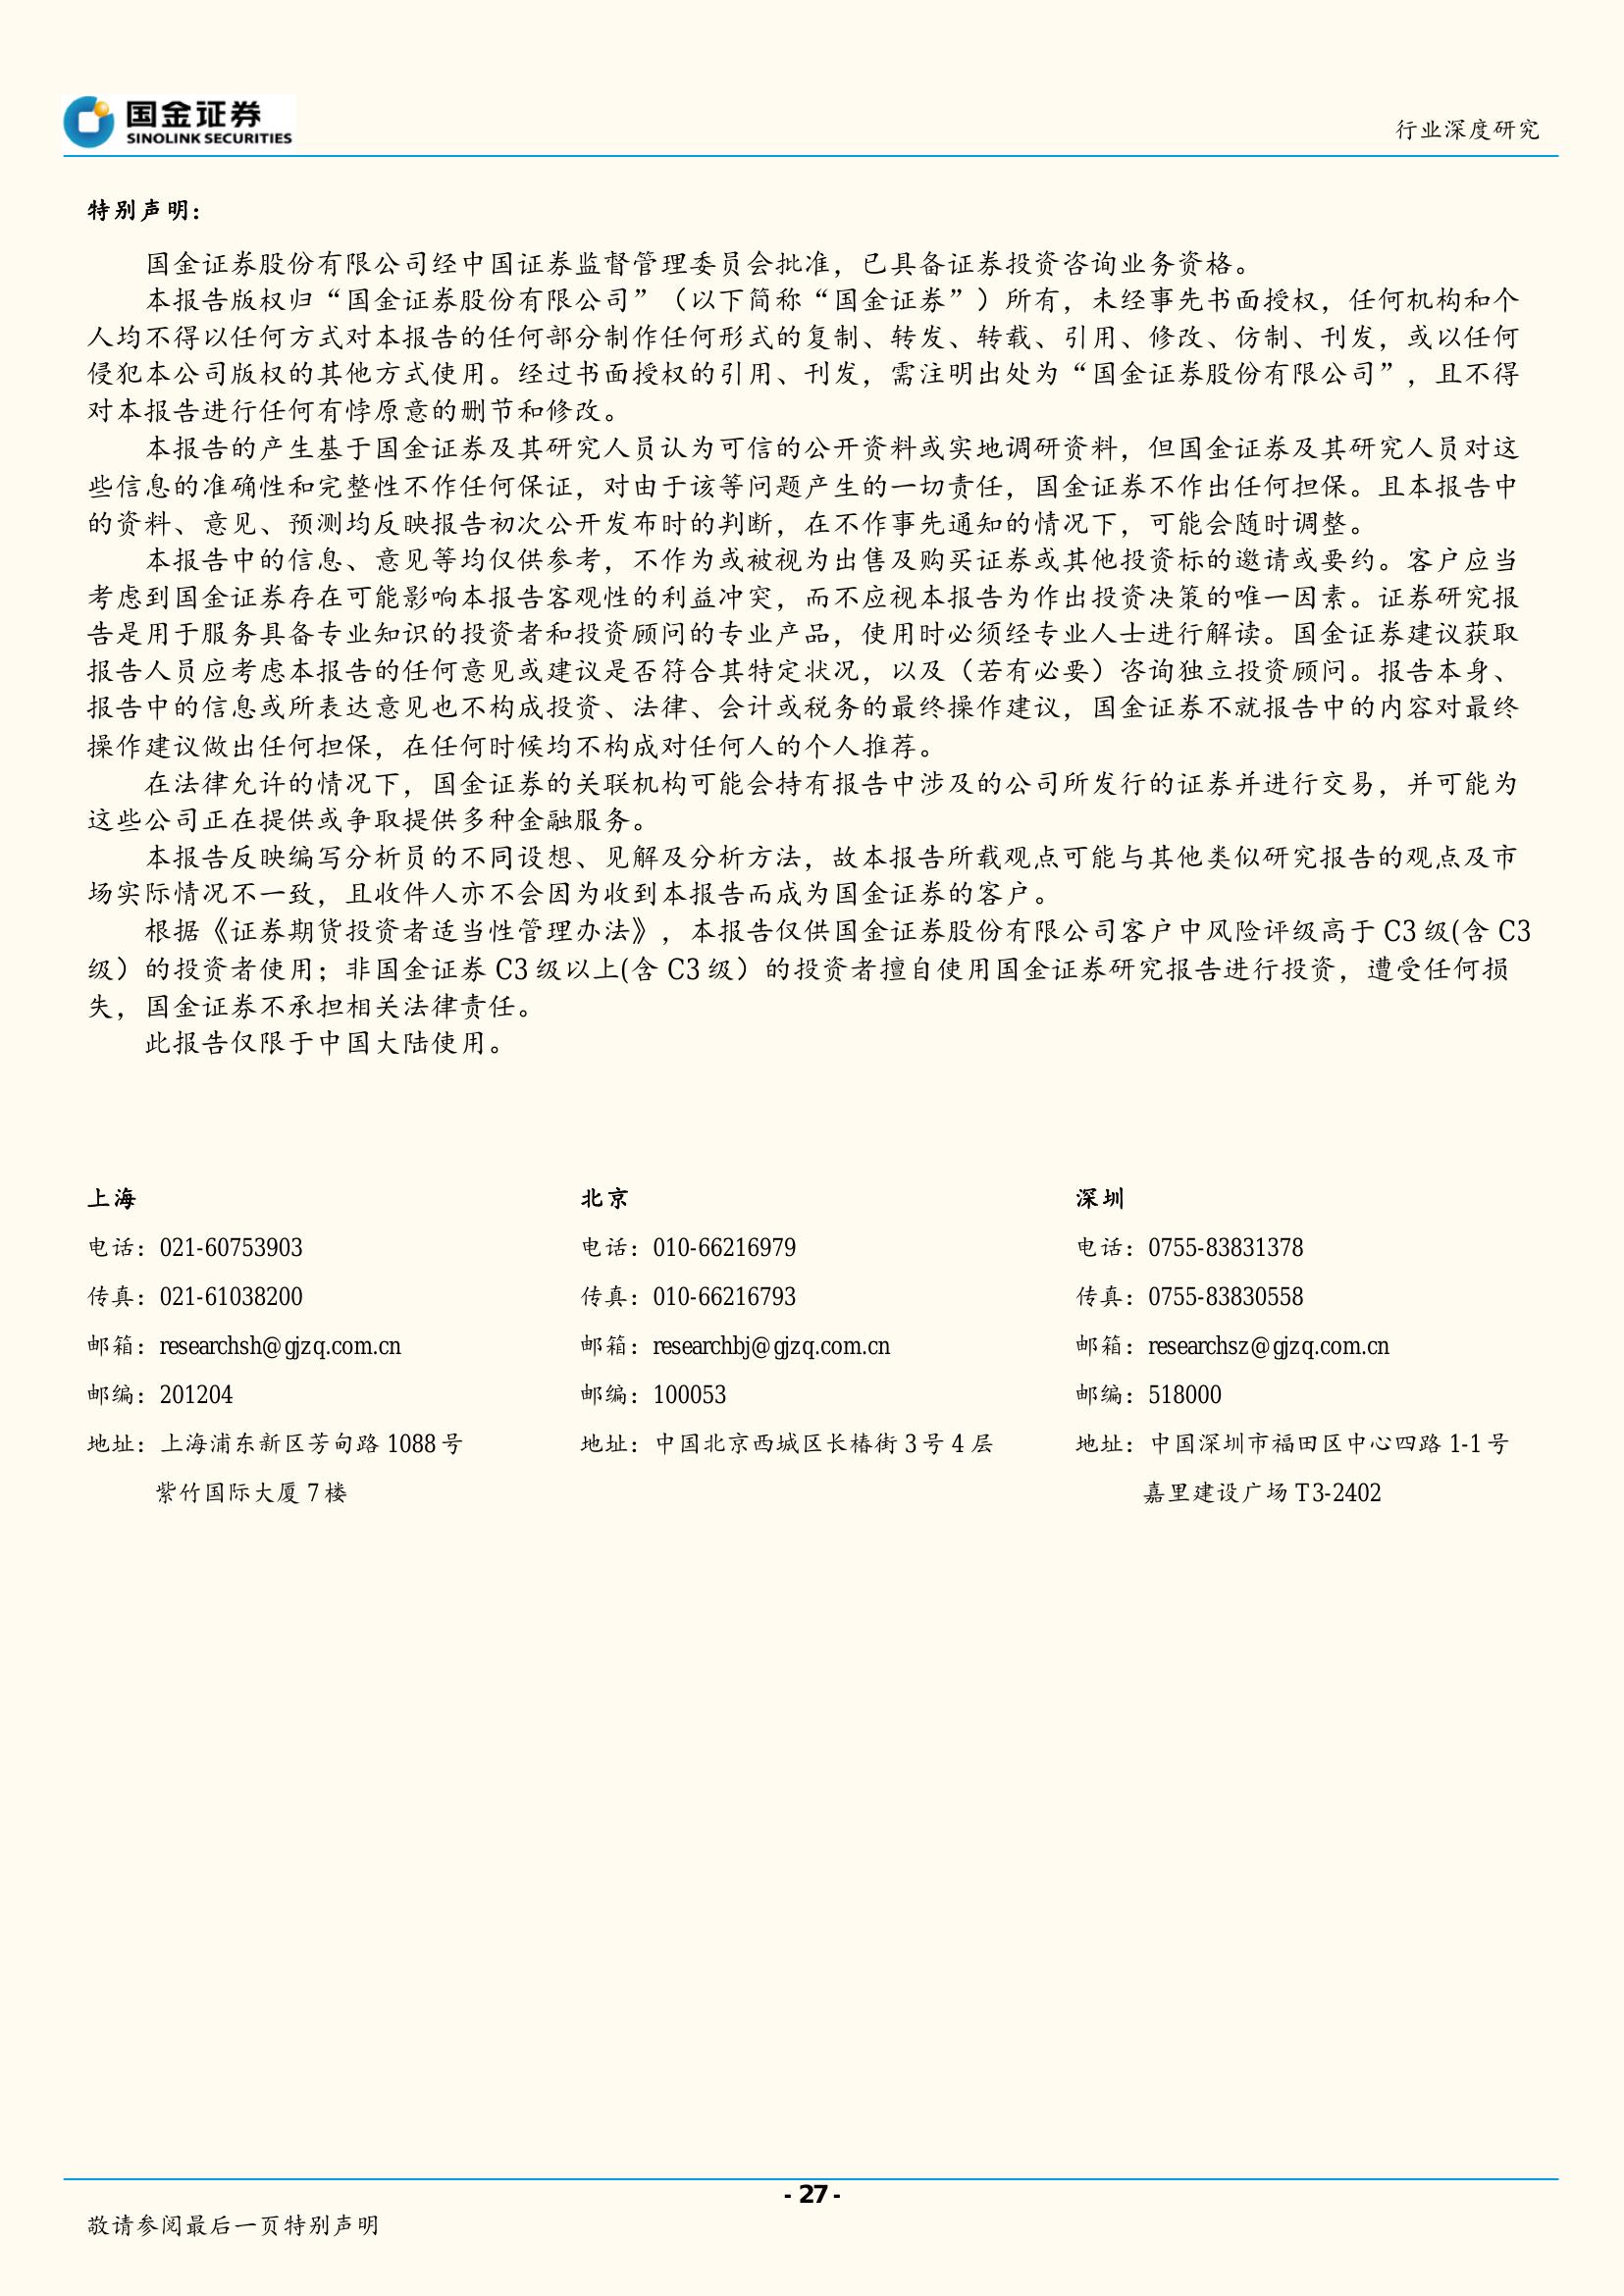 国金证券
SINOLINK SECURITIES
行业深度研究
特别声明：
国金证券股份有限公司经中国证券监督管理委员会批准，已具备证券投资咨询业务资格。
本报告版权归“国金证券股份有限公司”（以下简称“国金证券”）所有，未经事先书面授权，任何机构和个
人均不得以任何方式对本报告的任何部分制作任何形式的复制、转发、转载、引用、修改、仿制、刊发，或以任何
侵犯本公司版权的其他方式使用。经过书面授权的引用、刊发，需注明出处为“国金证券股份有限公司”，且不得
对本报告进行任何有悖原意的删节和修改。
本报告的产生基于国金证券及其研究人员认为可信的公开资料或实地调研资料，但国金证券及其研究人员对这
些信息的准确性和完整性不作任何保证，对由于该等问题产生的一切责任，国金证券不作出任何担保。且本报告中
的资料、意见、预测均反映报告初次公开发布时的判断，在不作事先通知的情况下，可能会随时调整。
本报告中的信息、意见等均仅供参考，不作为或被视为出售及购买证券或其他投资标的邀请或要约。客户应当
考虑到国金证券存在可能影响本报告客观性的利益冲突，而不应视本报告为作出投资决策的唯一因素。证券研究报
告是用于服务具备专业知识的投资者和投资顾问的专业产品，使用时必须经专业人士进行解读。国金证券建议获取
报告人员应考虑本报告的任何意见或建议是否符合其特定状况，以及（若有必要）咨询独立投资顾问。报告本身、
报告中的信息或所表达意见也不构成投资、法律、会计或税务的最终操作建议，国金证券不就报告中的内容对最终
操作建议做出任何担保，在任何时候均不构成对任何人的个人推荐。
在法律允许的情况下，国金证券的关联机构可能会持有报告中涉及的公司所发行的证券并进行交易，并可能为
这些公司正在提供或争取提供多种金融服务。
本报告反映编写分析员的不同设想、见解及分析方法，故本报告所载观点可能与其他类似研究报告的观点及市
场实际情况不一致，且收件人亦不会因为收到本报告而成为国金证券的客户。
根据《证券期货投资者适当性管理办法》，本报告仅供国金证券股份有限公司客户中风险评级高于 C3 级(含 C3
级）的投资者使用；非国金证券 C3 级以上(含 C3 级）的投资者擅自使用国金证券研究报告进行投资，遭受任何损
失，国金证券不承担相关法律责任。
此报告仅限于中国大陆使用。
上海
电话：021-60753903
传真：021-61038200
邮箱：researchsh@gjzq.com.cn
邮编：201204
地址：上海浦东新区芳甸路 1088 号
紫竹国际大厦 7 楼
北京
电话：010-66216979
传真：010-66216793
邮箱：researchbj@gjzq.com.cn
邮编：100053
地址：中国北京西城区长椿街 3 号 4 层
深圳
电话：0755-83831378
传真：0755-83830558
邮箱：researchsz@gjzq.com.cn
邮编：518000
地址：中国深圳市福田区中心四路 1-1 号
嘉里建设广场 T3-2402
- 27 -
敬请参阅最后一页特别声明